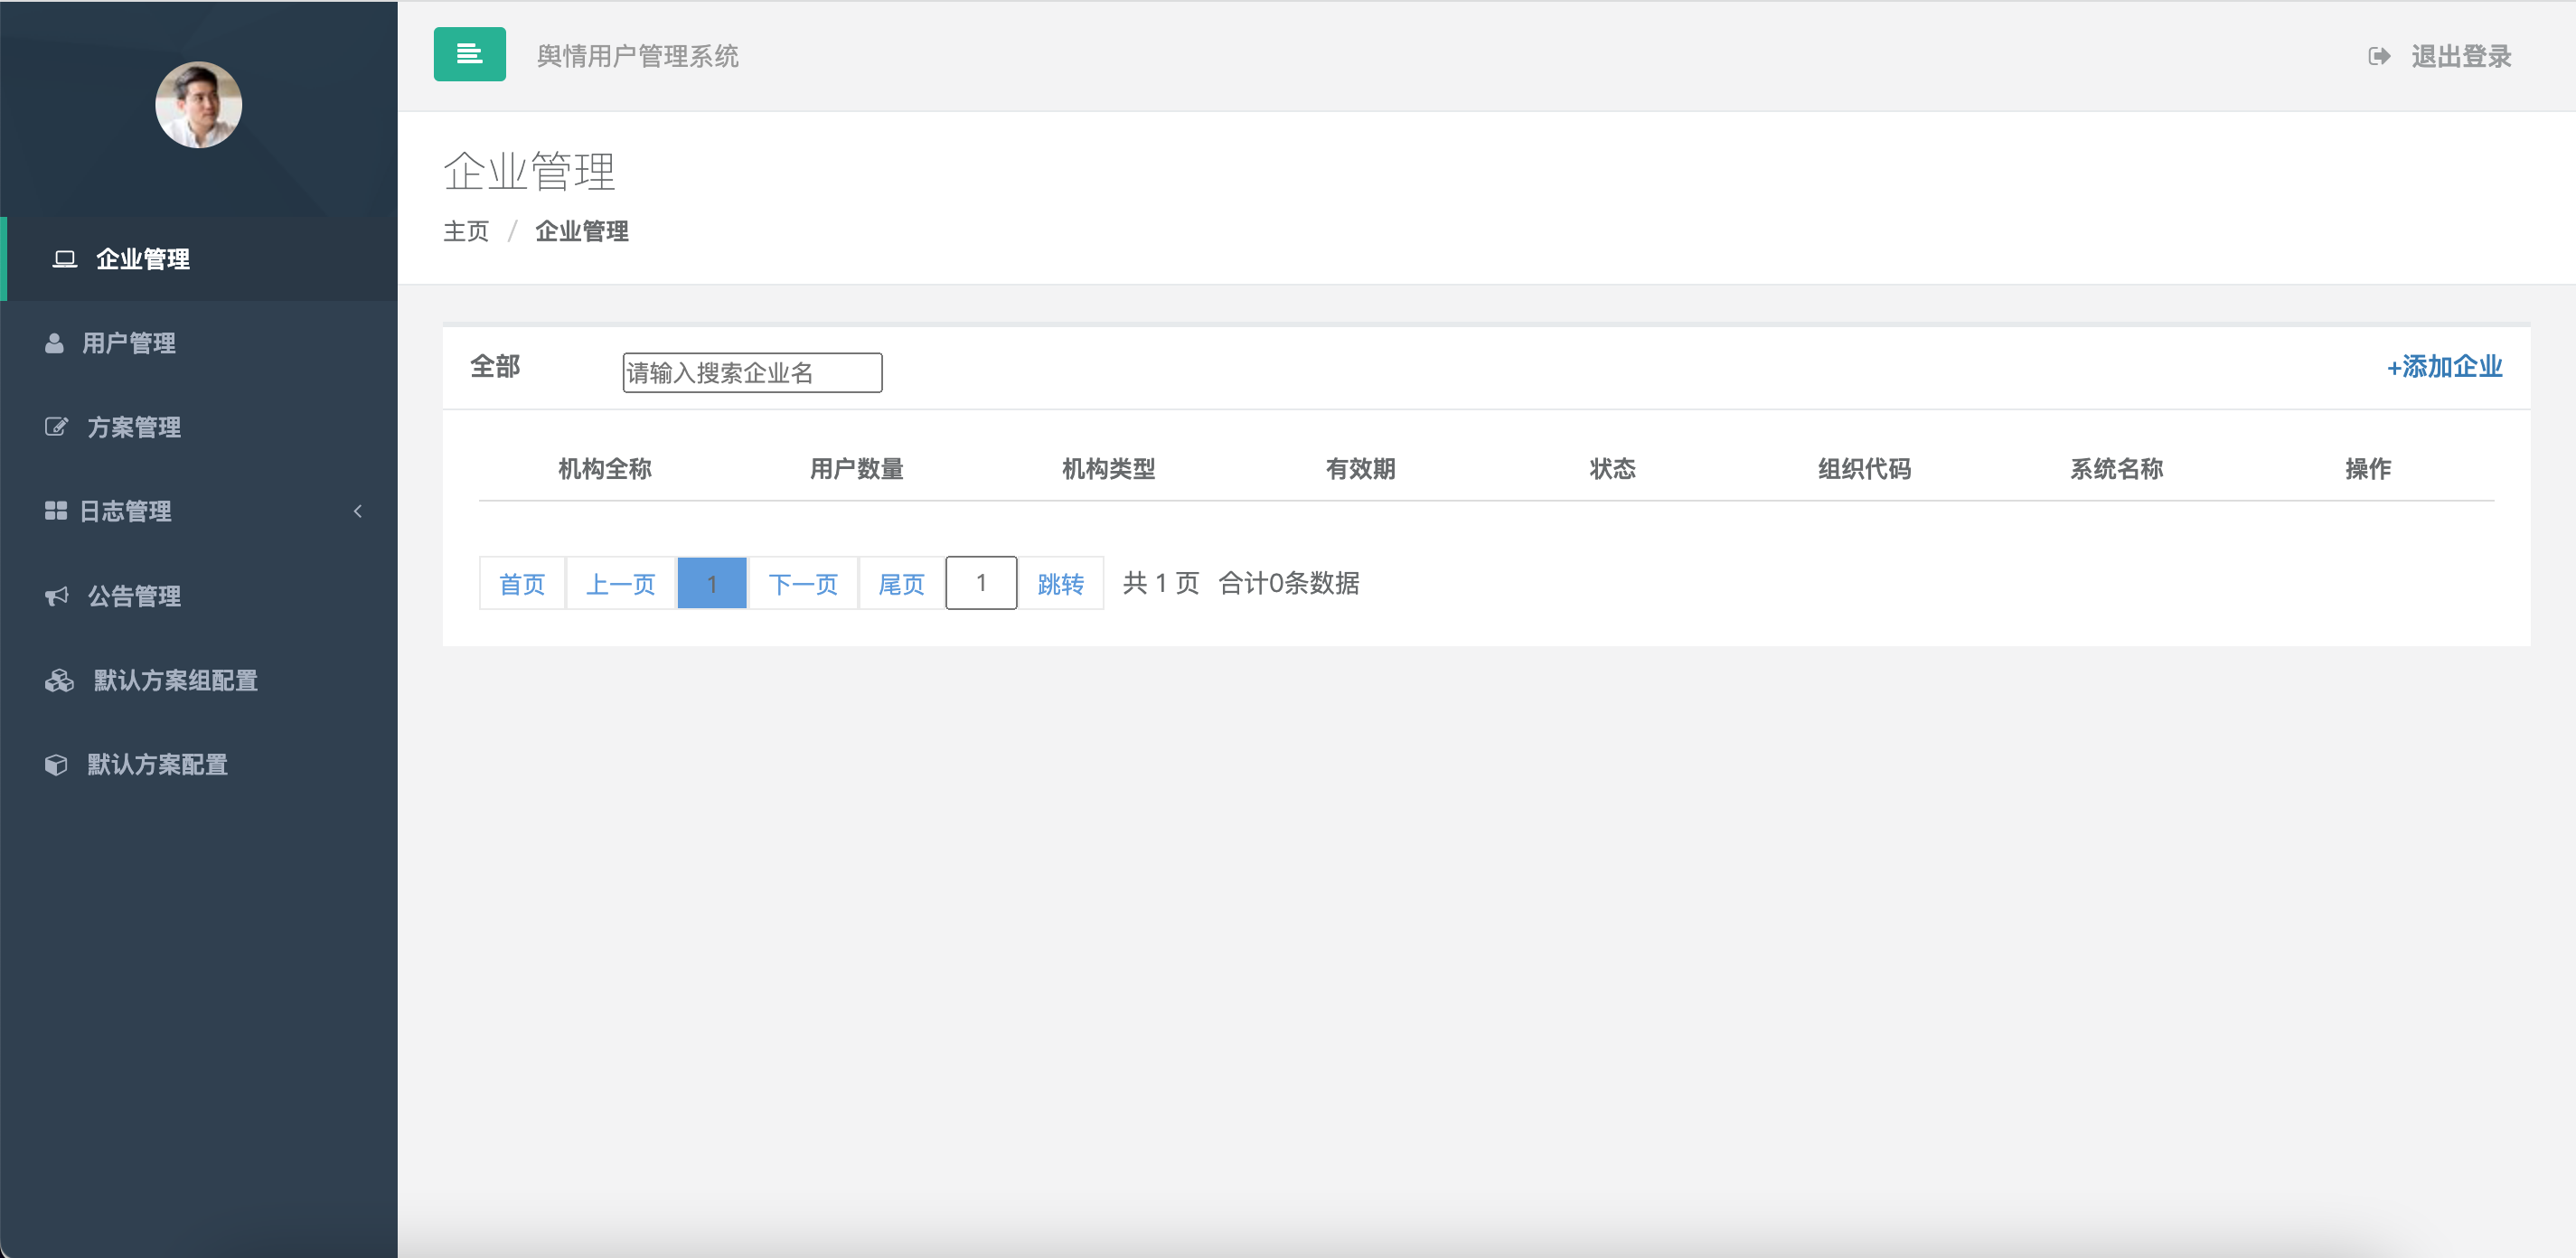 舆情用户管理系统
退出登录
企业管理
主页 / 企业管理
企业管理
用户管理
方案管理
日志管理
公告管理
默认方案组配置
默认方案配置
全部 请输入搜索企业名 +添加企业
机构全称 用户数量 机构类型 有效期 状态 组织代码 系统名称 操作
首页 上一页 1 下一页 尾页 1 跳转 共 1 页 合计0条数据